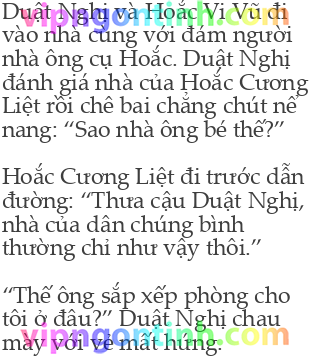 Duật Nghị và Hoắc Vi Vũ đi
vào nhà cùng với đám người
nhà ông cụ Hoắc. Duật Nghị
đánh giá nhà của Hoắc Cương
Liệt rồi chê bai chẳng chút nể
nang: “Sao nhà ông bé thế?”
Hoắc Cương Liệt đi trước dẫn
đường: “Thưa cậu Duật Nghị,
nhà của dân chúng bình
thường chỉ như vậy thôi.”
“Thế ông sắp xếp phòng cho
tôi ở đâu?” Duật Nghị chau
mày với vẻ mất hứng.
vipngontinh.com
vipngontinh.com